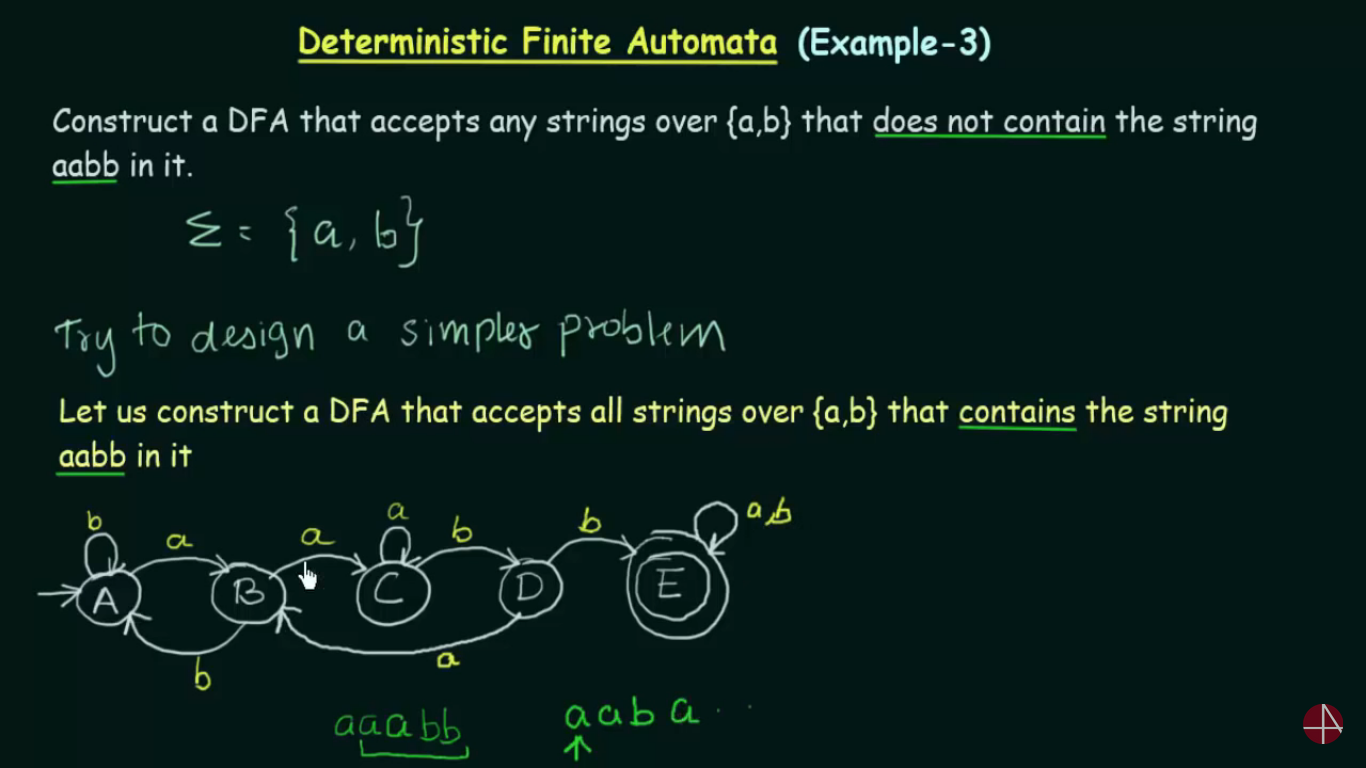 Deterministic Finite Automata (Example-3)
Construct a DFA that accepts any strings over {a,b} that does not contain the string
aabb in it.
Σ = {a, b}
Try to design a simpler problem
Let us construct a DFA that accepts all strings over {a,b} that contains the string
aabb in it
b a a a b b a,b
A B C D E
b a
aaabb aaba . .